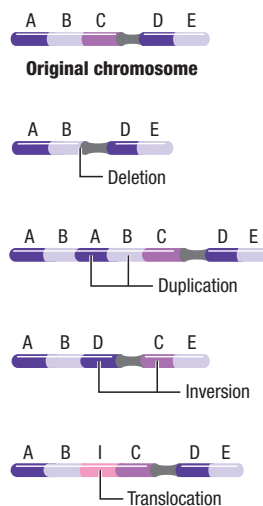 A B C D E
Original chromosome
A B D E
Deletion
A B A B C D E
Duplication
A B D C E
Inversion
A B I C D E
Translocation